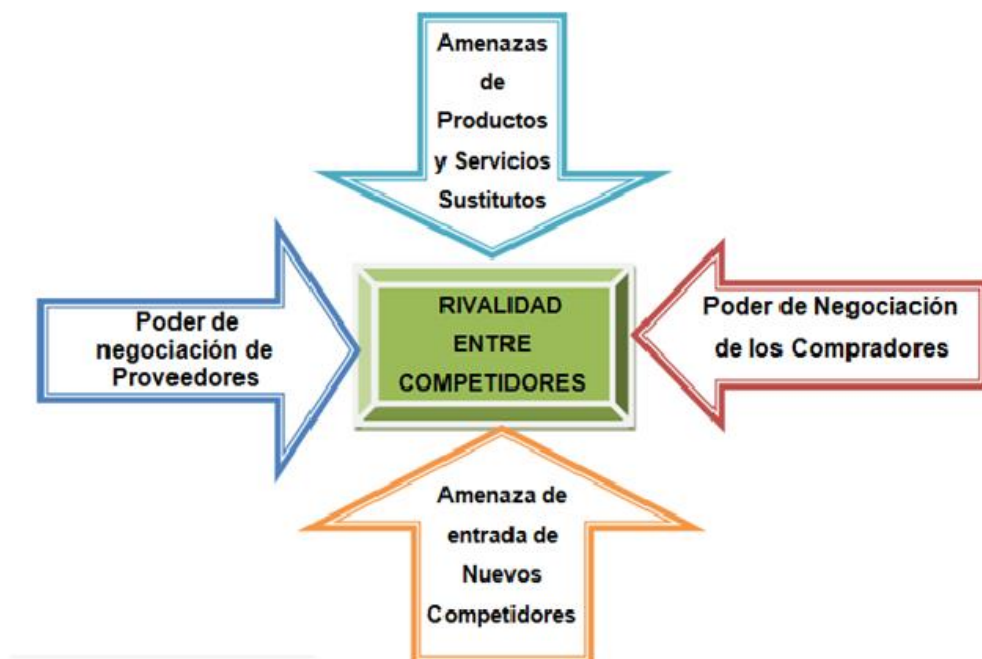 Amenazas
de
Productos
y Servicios
Sustitutos
Poder de
negociación de
Proveedores
RIVALIDAD
ENTRE
COMPETIDORES
Poder de Negociación
de los Compradores
Amenaza de
entrada de
Nuevos
Competidores